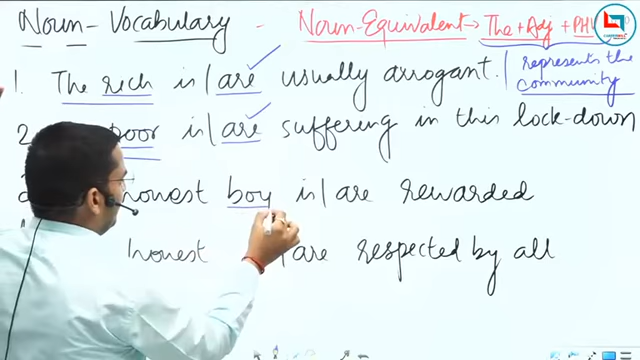 Noun-Vocabulary - Noun-Equivalent → The + Adj + PHV
1. The rich is/are usually arrogant. / represents the community
2. poor is/are suffering in this lock-down
honest boy is/are rewarded
honest /are respected by all